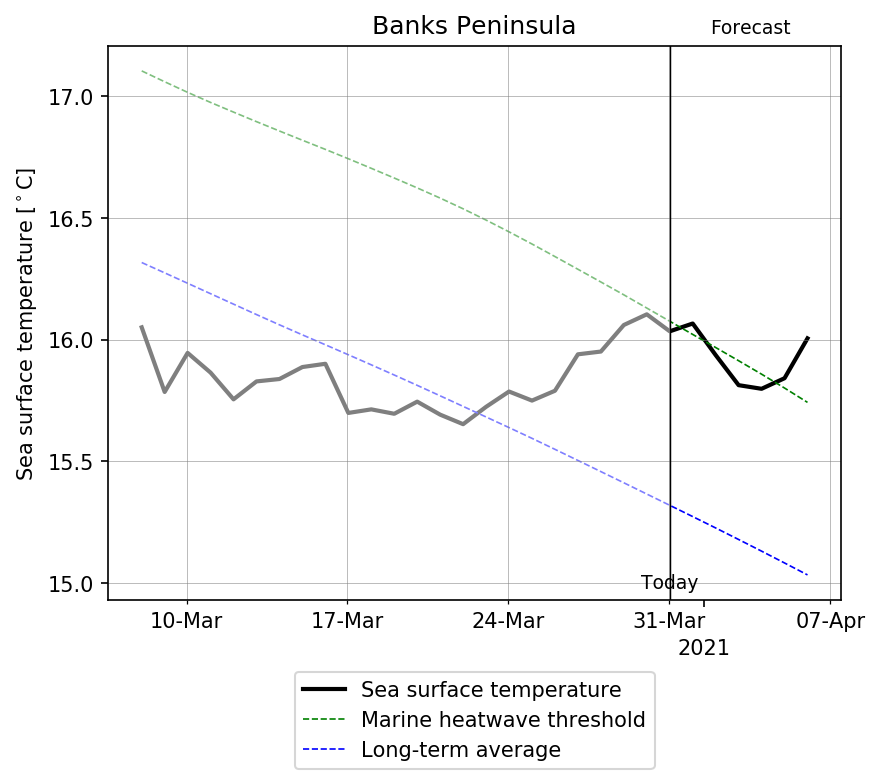 Banks Peninsula
Forecast
Sea surface temperature [°C]
17.0
16.5
16.0
15.5
15.0
Today
10-Mar 17-Mar 24-Mar 31-Mar 07-Apr
2021
Sea surface temperature
Marine heatwave threshold
Long-term average